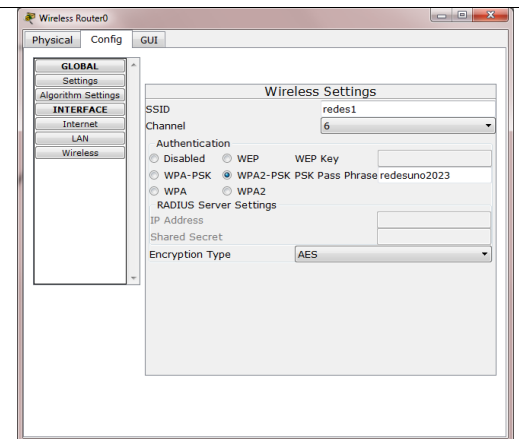 Wireless Router0
Physical Config GUI
GLOBAL
Settings
Algorithm Settings
INTERFACE
Internet
LAN
Wireless
Wireless Settings
SSID redes1
Channel 6
Authentication
Disabled WEP WEP Key
WPA-PSK WPA2-PSK PSK Pass Phrase redesuno2023
WPA WPA2
RADIUS Server Settings
IP Address
Shared Secret
Encryption Type AES